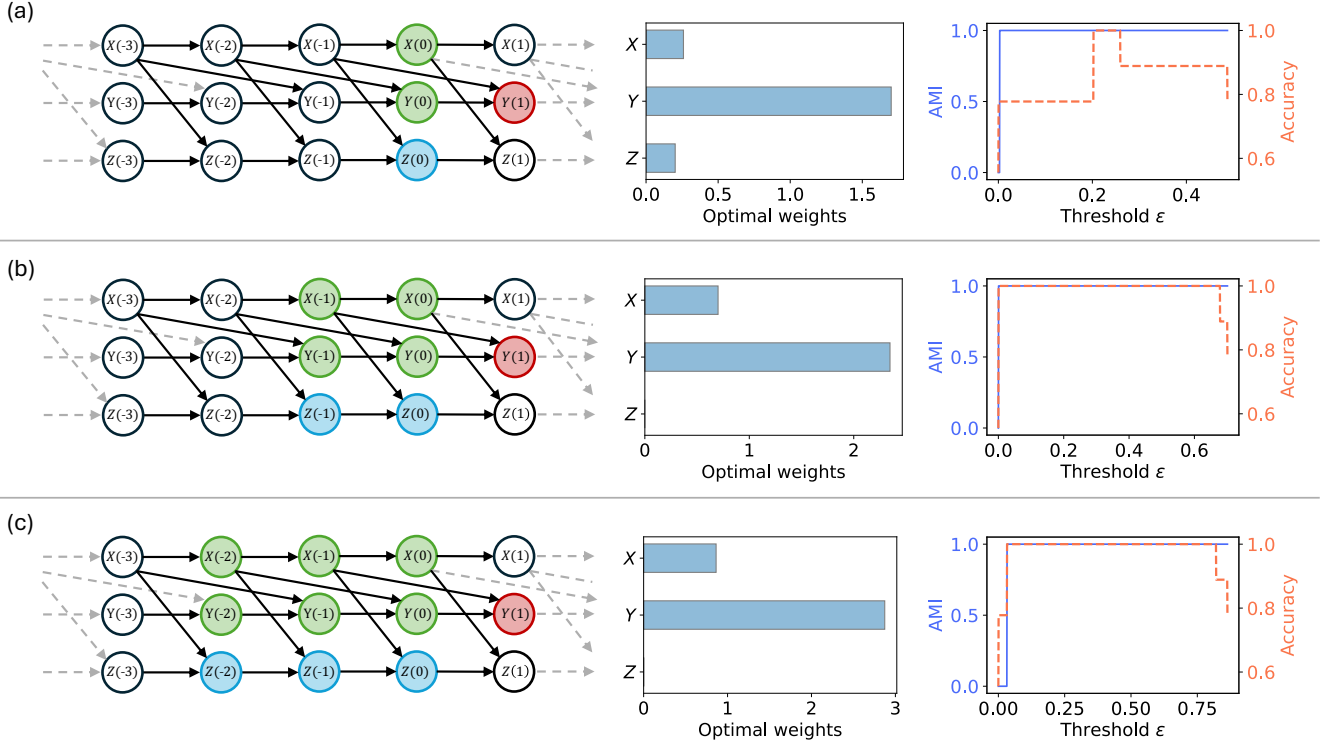 (a)
X(-3) X(-2) X(-1) X(0) X(1)
Y(-3) Y(-2) Y(-1) Y(0) Y(1)
Z(-3) Z(-2) Z(-1) Z(0) Z(1)
X
Y
Z
0.0 0.5 1.0 1.5
Optimal weights
1.0
0.5
0.0
AMI
1.0
0.8
0.6
Accuracy
0.0 0.2 0.4
Threshold ε
(b)
X(-3) X(-2) X(-1) X(0) X(1)
Y(-3) Y(-2) Y(-1) Y(0) Y(1)
Z(-3) Z(-2) Z(-1) Z(0) Z(1)
X
Y
Z
0 1 2
Optimal weights
1.0
0.5
0.0
AMI
1.0
0.8
0.6
Accuracy
0.0 0.2 0.4 0.6
Threshold ε
(c)
X(-3) X(-2) X(-1) X(0) X(1)
Y(-3) Y(-2) Y(-1) Y(0) Y(1)
Z(-3) Z(-2) Z(-1) Z(0) Z(1)
X
Y
Z
0 1 2 3
Optimal weights
1.0
0.5
0.0
AMI
1.0
0.8
0.6
Accuracy
0.00 0.25 0.50 0.75
Threshold ε